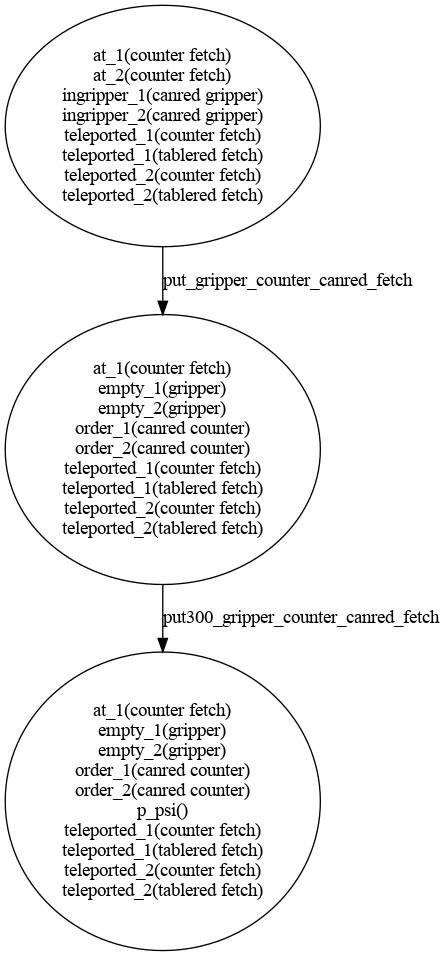 at_1(counter fetch)
at_2(counter fetch)
ingripper_1(canred gripper)
ingripper_2(canred gripper)
teleported_1(counter fetch)
teleported_1(tablered fetch)
teleported_2(counter fetch)
teleported_2(tablered fetch)
put_gripper_counter_canred_fetch
at_1(counter fetch)
empty_1(gripper)
empty_2(gripper)
order_1(canred counter)
order_2(canred counter)
teleported_1(counter fetch)
teleported_1(tablered fetch)
teleported_2(counter fetch)
teleported_2(tablered fetch)
put300_gripper_counter_canred_fetch
at_1(counter fetch)
empty_1(gripper)
empty_2(gripper)
order_1(canred counter)
order_2(canred counter)
p_psi()
teleported_1(counter fetch)
teleported_1(tablered fetch)
teleported_2(counter fetch)
teleported_2(tablered fetch)